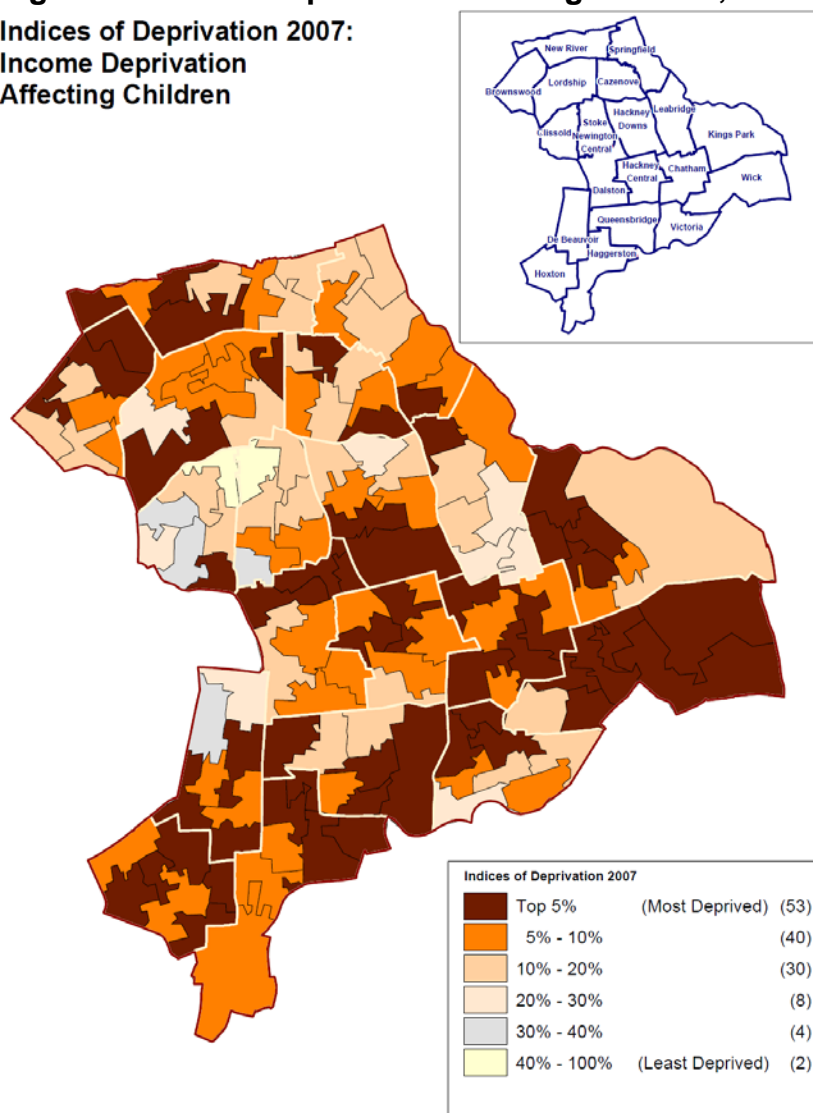 Indices of Deprivation 2007:
Income Deprivation
Affecting Children
New River
Springfield
Lordship
Cazenove
Brownswood
Hackney
Downs
Leabridge
Clissold
Stoke
Newington
Central
Kings Park
Hackney
Central
Chatham
Wick
Dalston
Queensbridge
Victoria
De Beauvoir
Haggerston
Hoxton
Indices of Deprivation 2007
Top 5% (Most Deprived) (53)
5% - 10% (40)
10% - 20% (30)
20% - 30% (8)
30% - 40% (4)
40% - 100% (Least Deprived) (2)